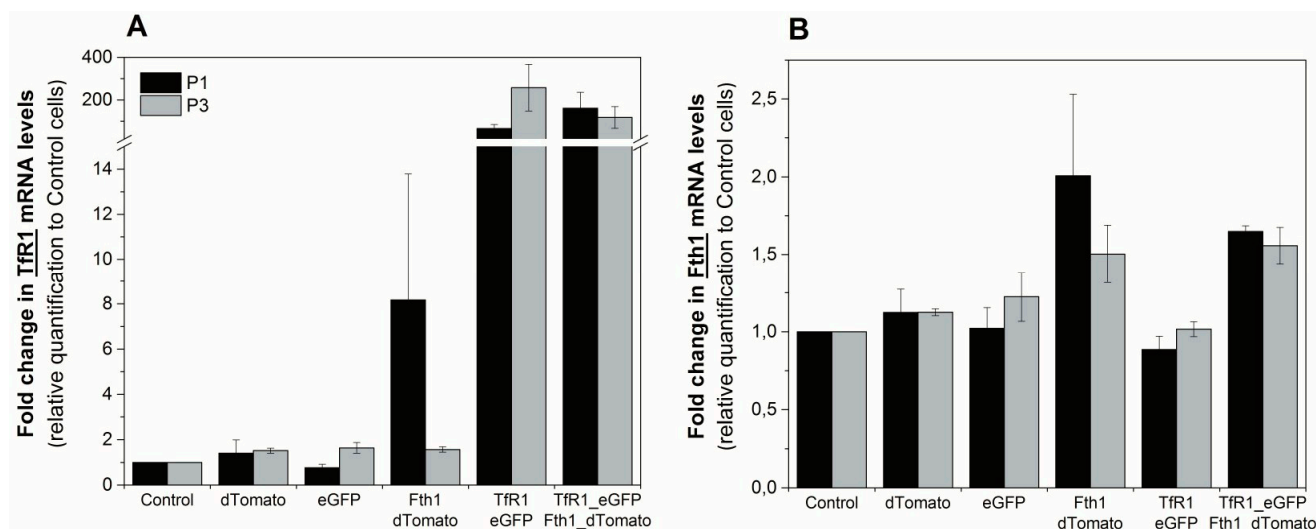 A
Fold change in TfR1 mRNA levels
(relative quantification to Control cells)
400
200
14
12
10
8
6
4
2
0
P1
P3
Control
dTomato
eGFP
Fth1
dTomato
TfR1
eGFP
TfR1_eGFP
Fth1_dTomato
B
Fold change in Fth1 mRNA levels
(relative quantification to Control cells)
2,5
2,0
1,5
1,0
0,5
0,0
Control
dTomato
eGFP
Fth1
dTomato
TfR1
eGFP
TfR1_eGFP
Fth1_dTomato